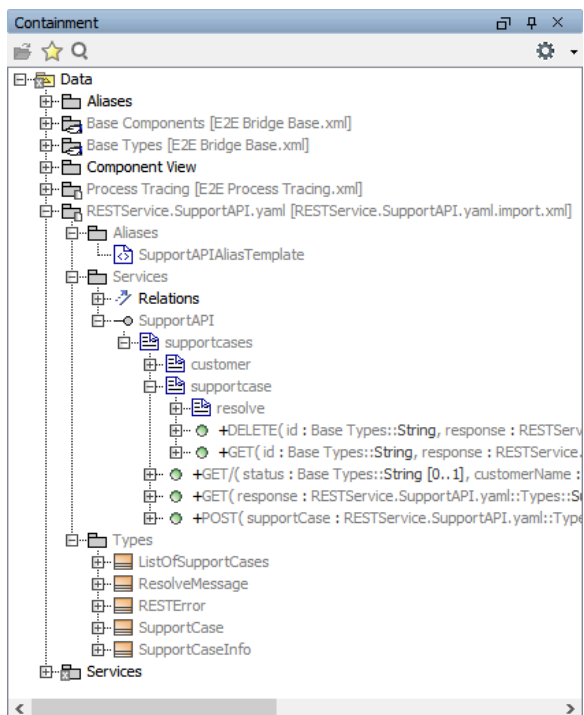 Containment
Data
Aliases
Base Components [E2E Bridge Base.xml]
Base Types [E2E Bridge Base.xml]
Component View
Process Tracing [E2E Process Tracing.xml]
RESTService.SupportAPI.yaml [RESTService.SupportAPI.yaml.import.xml]
Aliases
SupportAPIAliasTemplate
Services
Relations
SupportAPI
supportcases
customer
supportcase
resolve
+DELETE( id : Base Types::String, response : RESTServ
+GET( id : Base Types::String, response : RESTService.
+GET/( status : Base Types::String [0..1], customerName :
+GET( response : RESTService.SupportAPI.yaml::Types::Su
+POST( supportCase : RESTService.SupportAPI.yaml::Type
Types
ListOfSupportCases
ResolveMessage
RESTError
SupportCase
SupportCaseInfo
Services